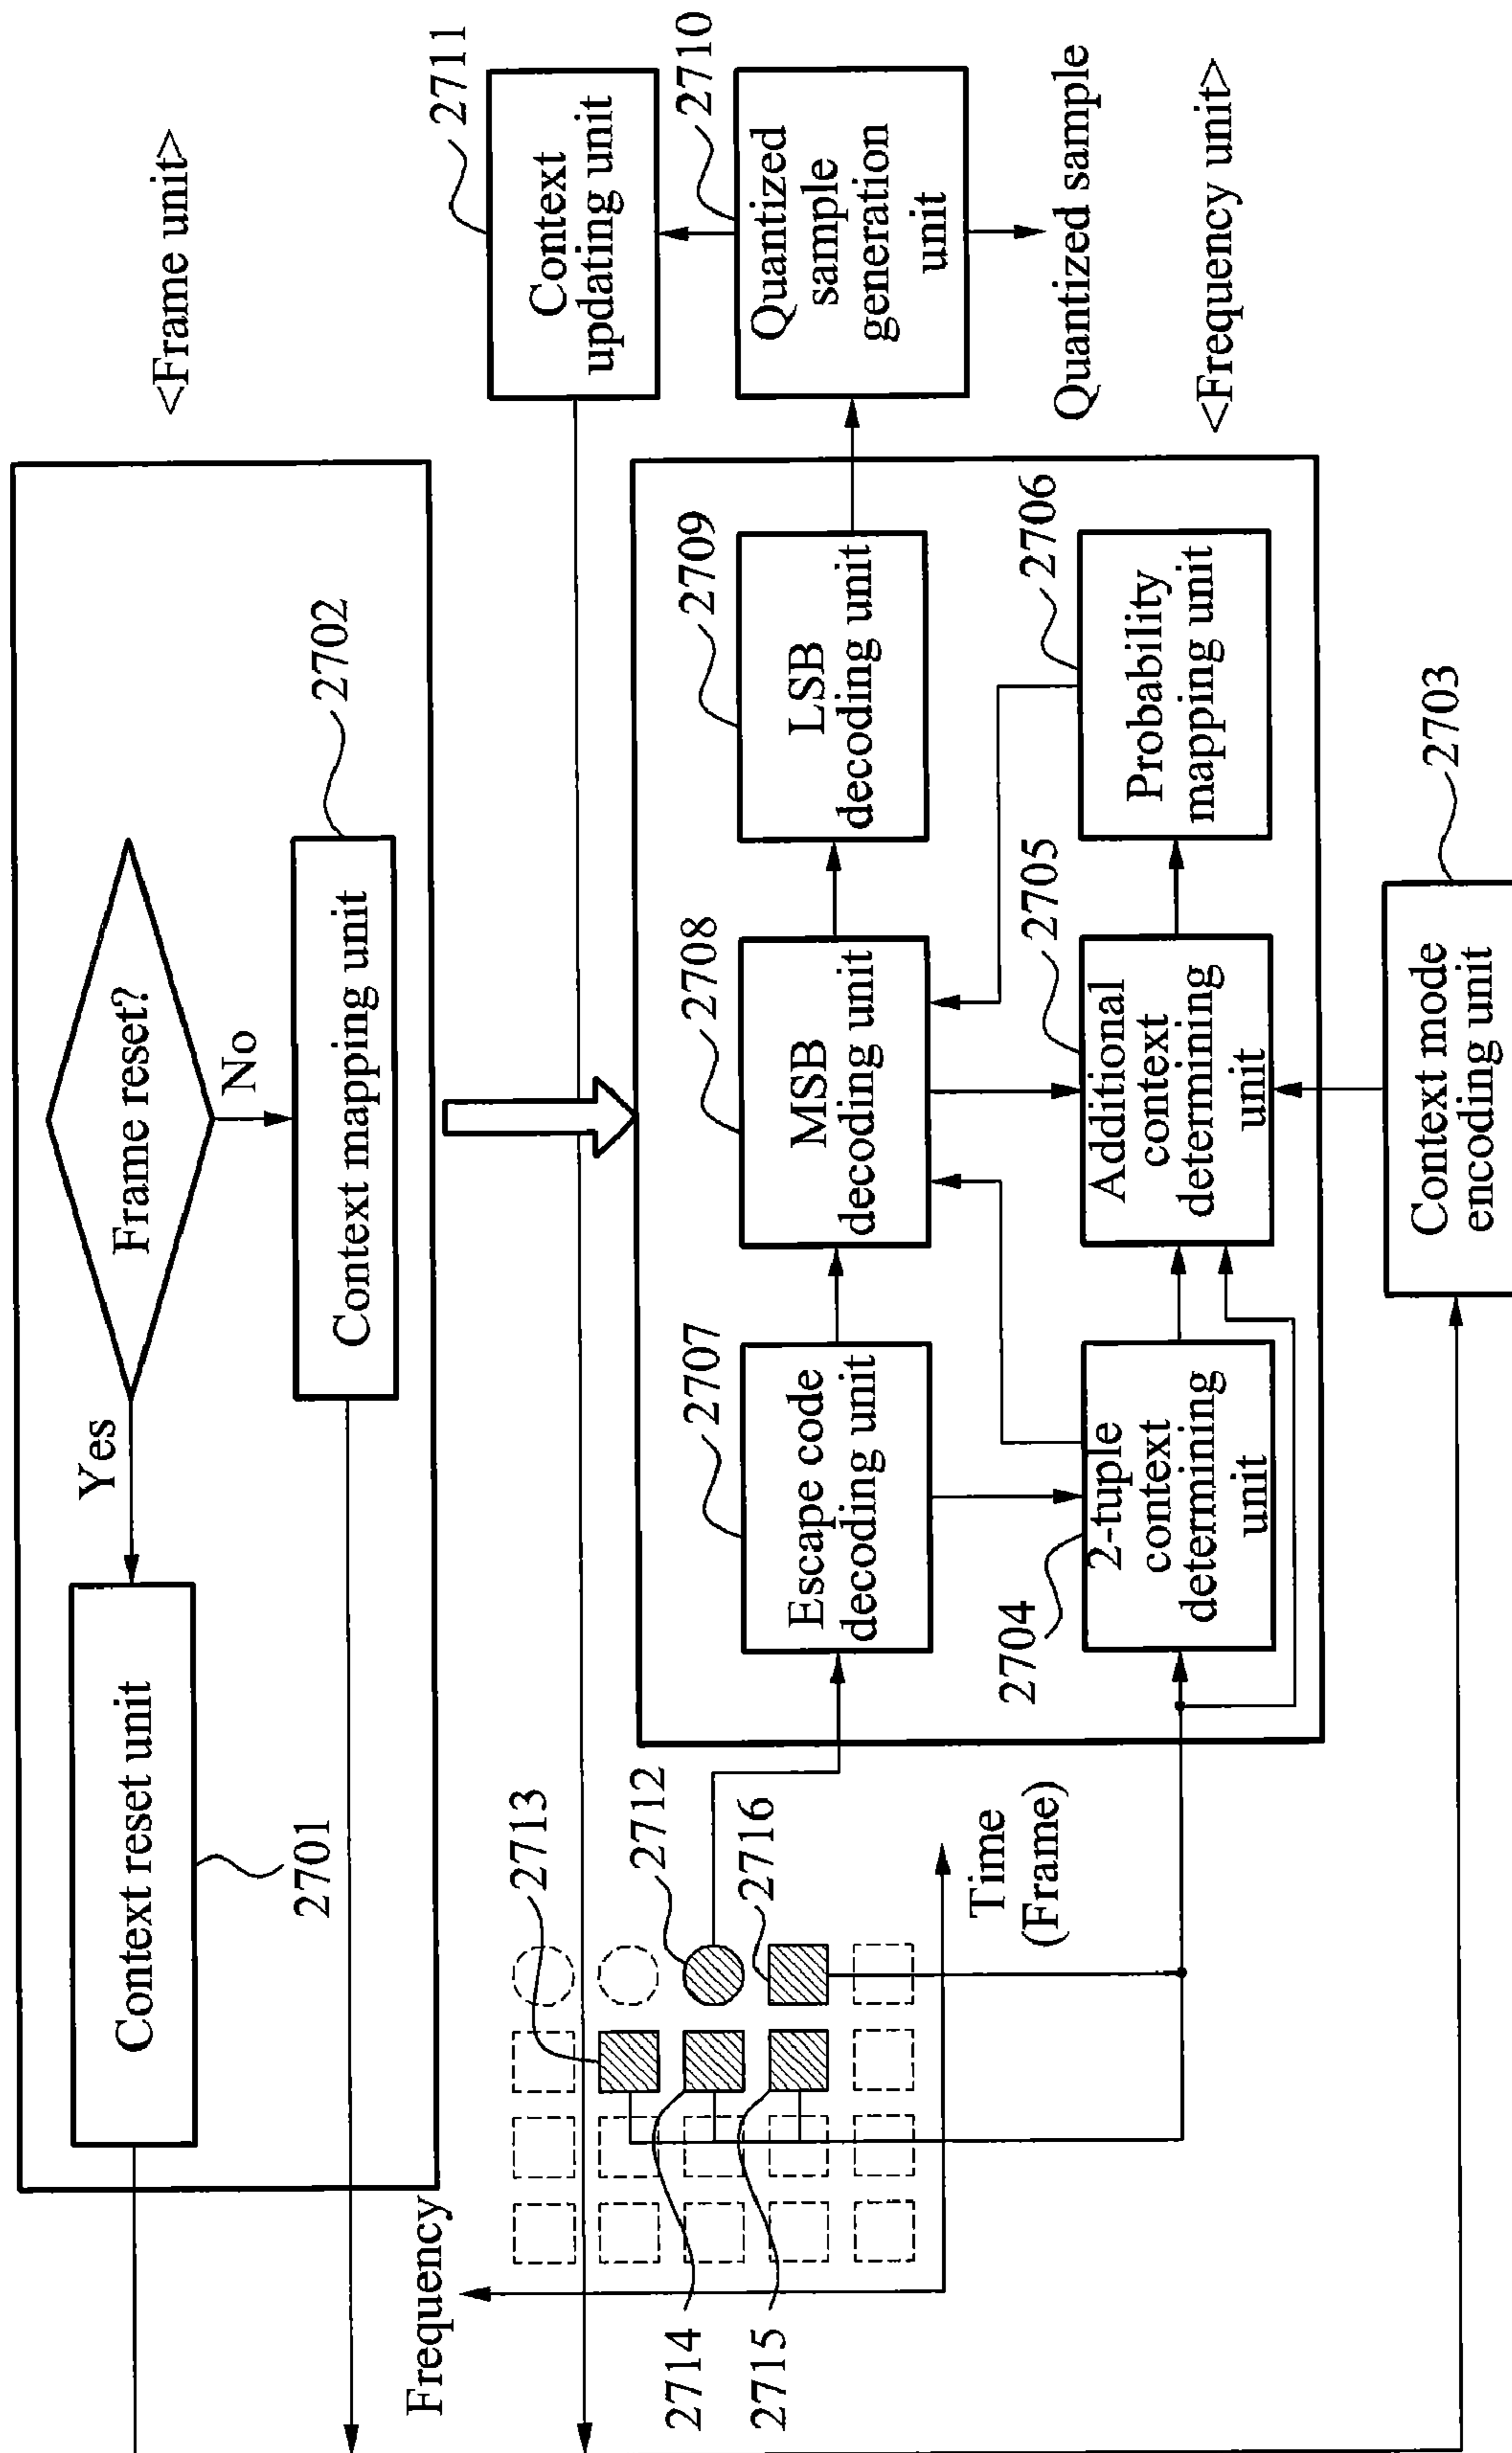 <Frame unit>
Frame reset?
Yes
No
Context reset unit
2701
Context mapping unit
2702
Context
updating unit
2711
Frequency
2713
2712
2716
2714
2715
Time
(Frame)
Escape code
decoding unit
2707
MSB
decoding unit
2708
LSB
decoding unit
2709
Quantized
sample
generation
unit
2710
Quantized sample
<Frequency unit>
2-tuple
context
determining
unit
2704
Additional
context
determining
unit
2705
Probability
mapping unit
2706
Context mode
encoding unit
2703